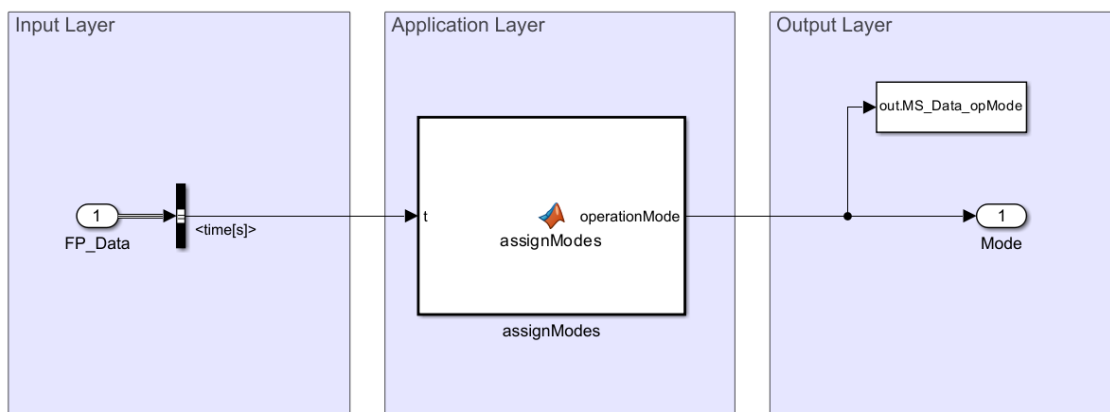 Input Layer
Application Layer
Output Layer
out.MS_Data_opMode
1
FP_Data
<time[s]>
t
operationMode
assignModes
assignModes
1
Mode